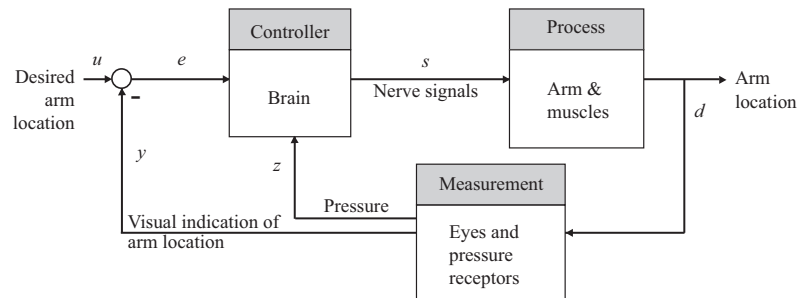 Controller
Process
u
e
s
Desired
arm
location
Brain
Nerve signals
Arm &
muscles
Arm
location
-
d
y
z
Measurement
Pressure
Visual indication of
arm location
Eyes and
pressure
receptors